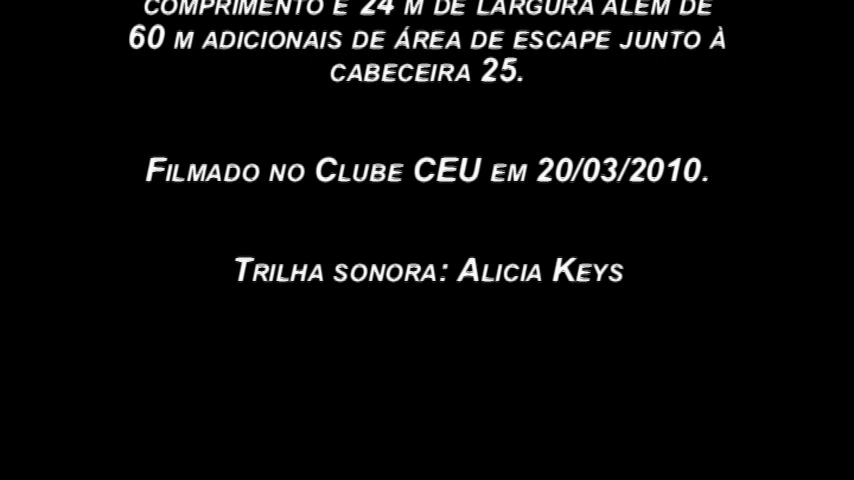 COMPRIMENTO E 24 M DE LARGURA ALÉM DE
60 M ADICIONAIS DE ÁREA DE ESCAPE JUNTO À
CABECEIRA 25.
FILMADO NO CLUBE CEU EM 20/03/2010.
TRILHA SONORA: ALICIA KEYS